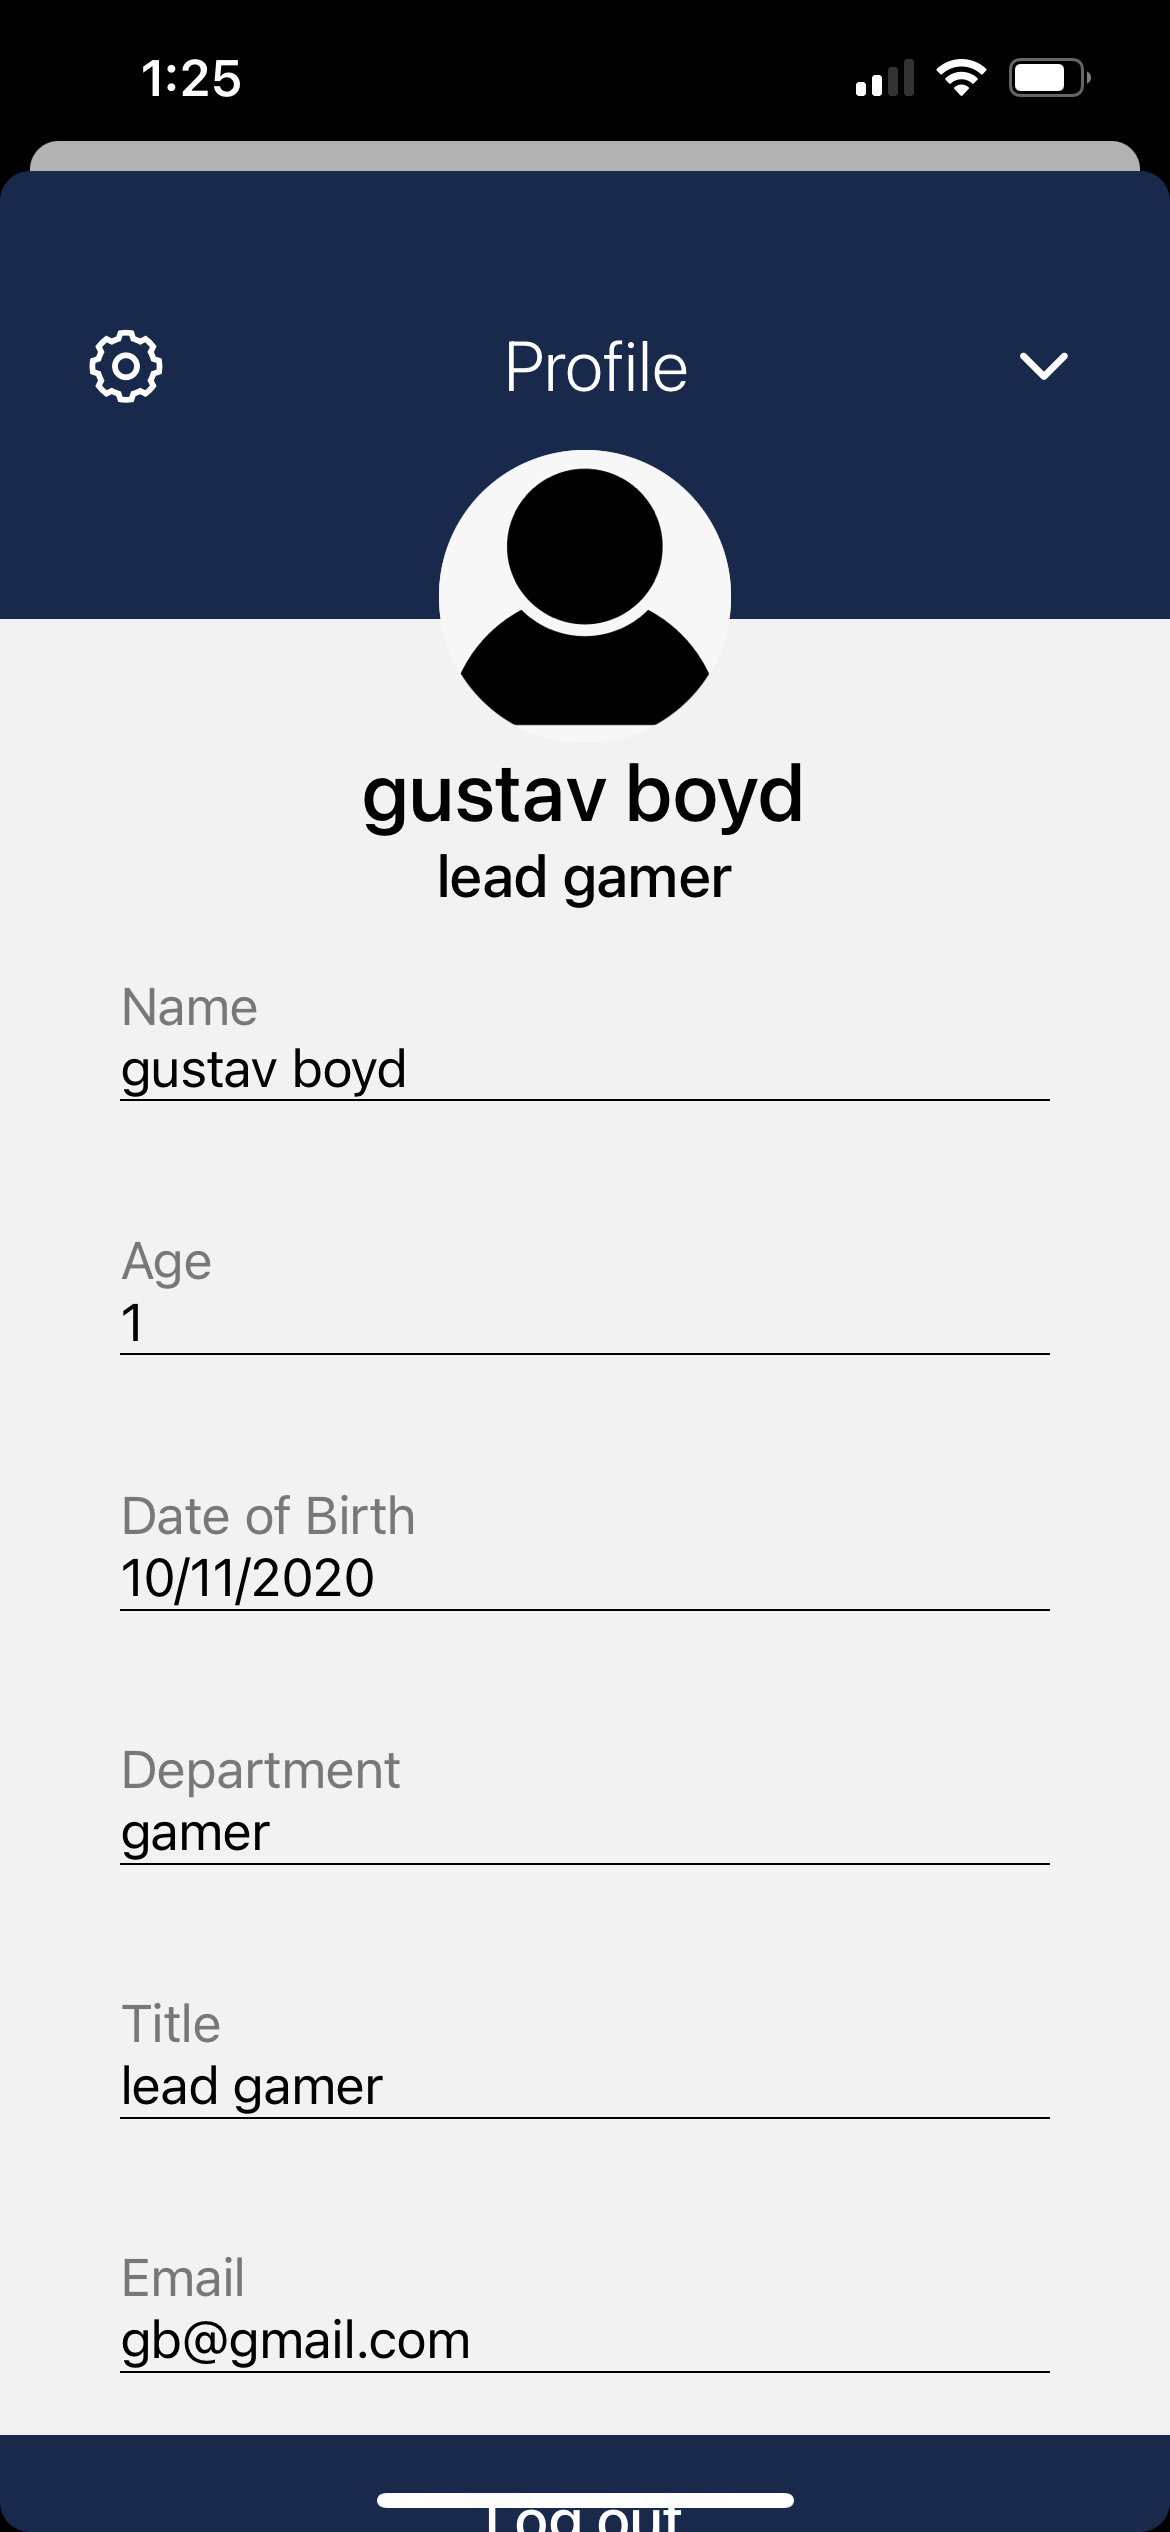 1:25
Profile
gustav boyd
lead gamer
Name
gustav boyd
Age
1
Date of Birth
10/11/2020
Department
gamer
Title
lead gamer
Email
gb@gmail.com
Log out